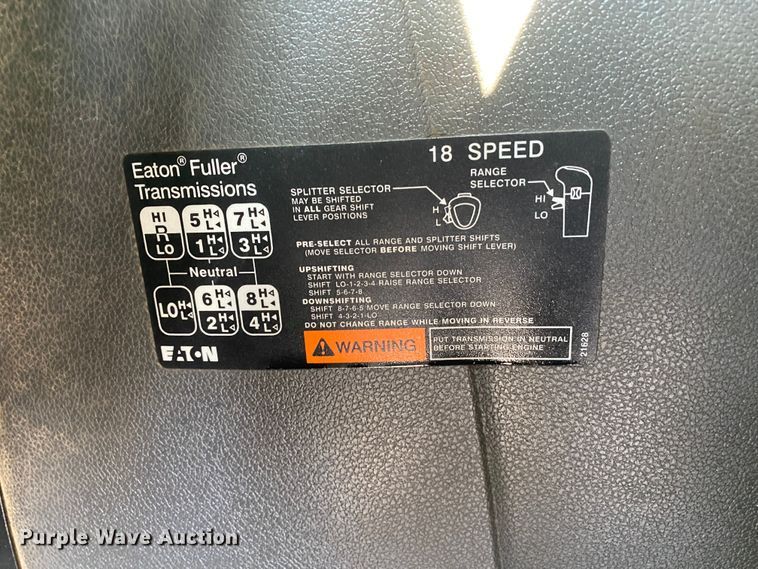 Eaton® Fuller®
Transmissions
18 SPEED
HI
R
LO
5 H L
1 H L
7 H L
3 H L
Neutral
LO H L
6 H L
2 H L
8 H L
4 H L
EATON
SPLITTER SELECTOR
MAY BE SHIFTED
IN ALL GEAR SHIFT
LEVER POSITIONS
H
L
RANGE
SELECTOR
HI
LO
PRE-SELECT ALL RANGE AND SPLITTER SHIFTS
(MOVE SELECTOR BEFORE MOVING SHIFT LEVER)
UPSHIFTING
START WITH RANGE SELECTOR DOWN
SHIFT LO-1-2-3-4 RAISE RANGE SELECTOR
SHIFT 5-6-7-8
DOWNSHIFTING
SHIFT 8-7-6-5 MOVE RANGE SELECTOR DOWN
SHIFT 4-3-2-1-LO
DO NOT CHANGE RANGE WHILE MOVING IN REVERSE
WARNING
PUT TRANSMISSION IN NEUTRAL
BEFORE STARTING ENGINE
21628
Purple Wave Auction